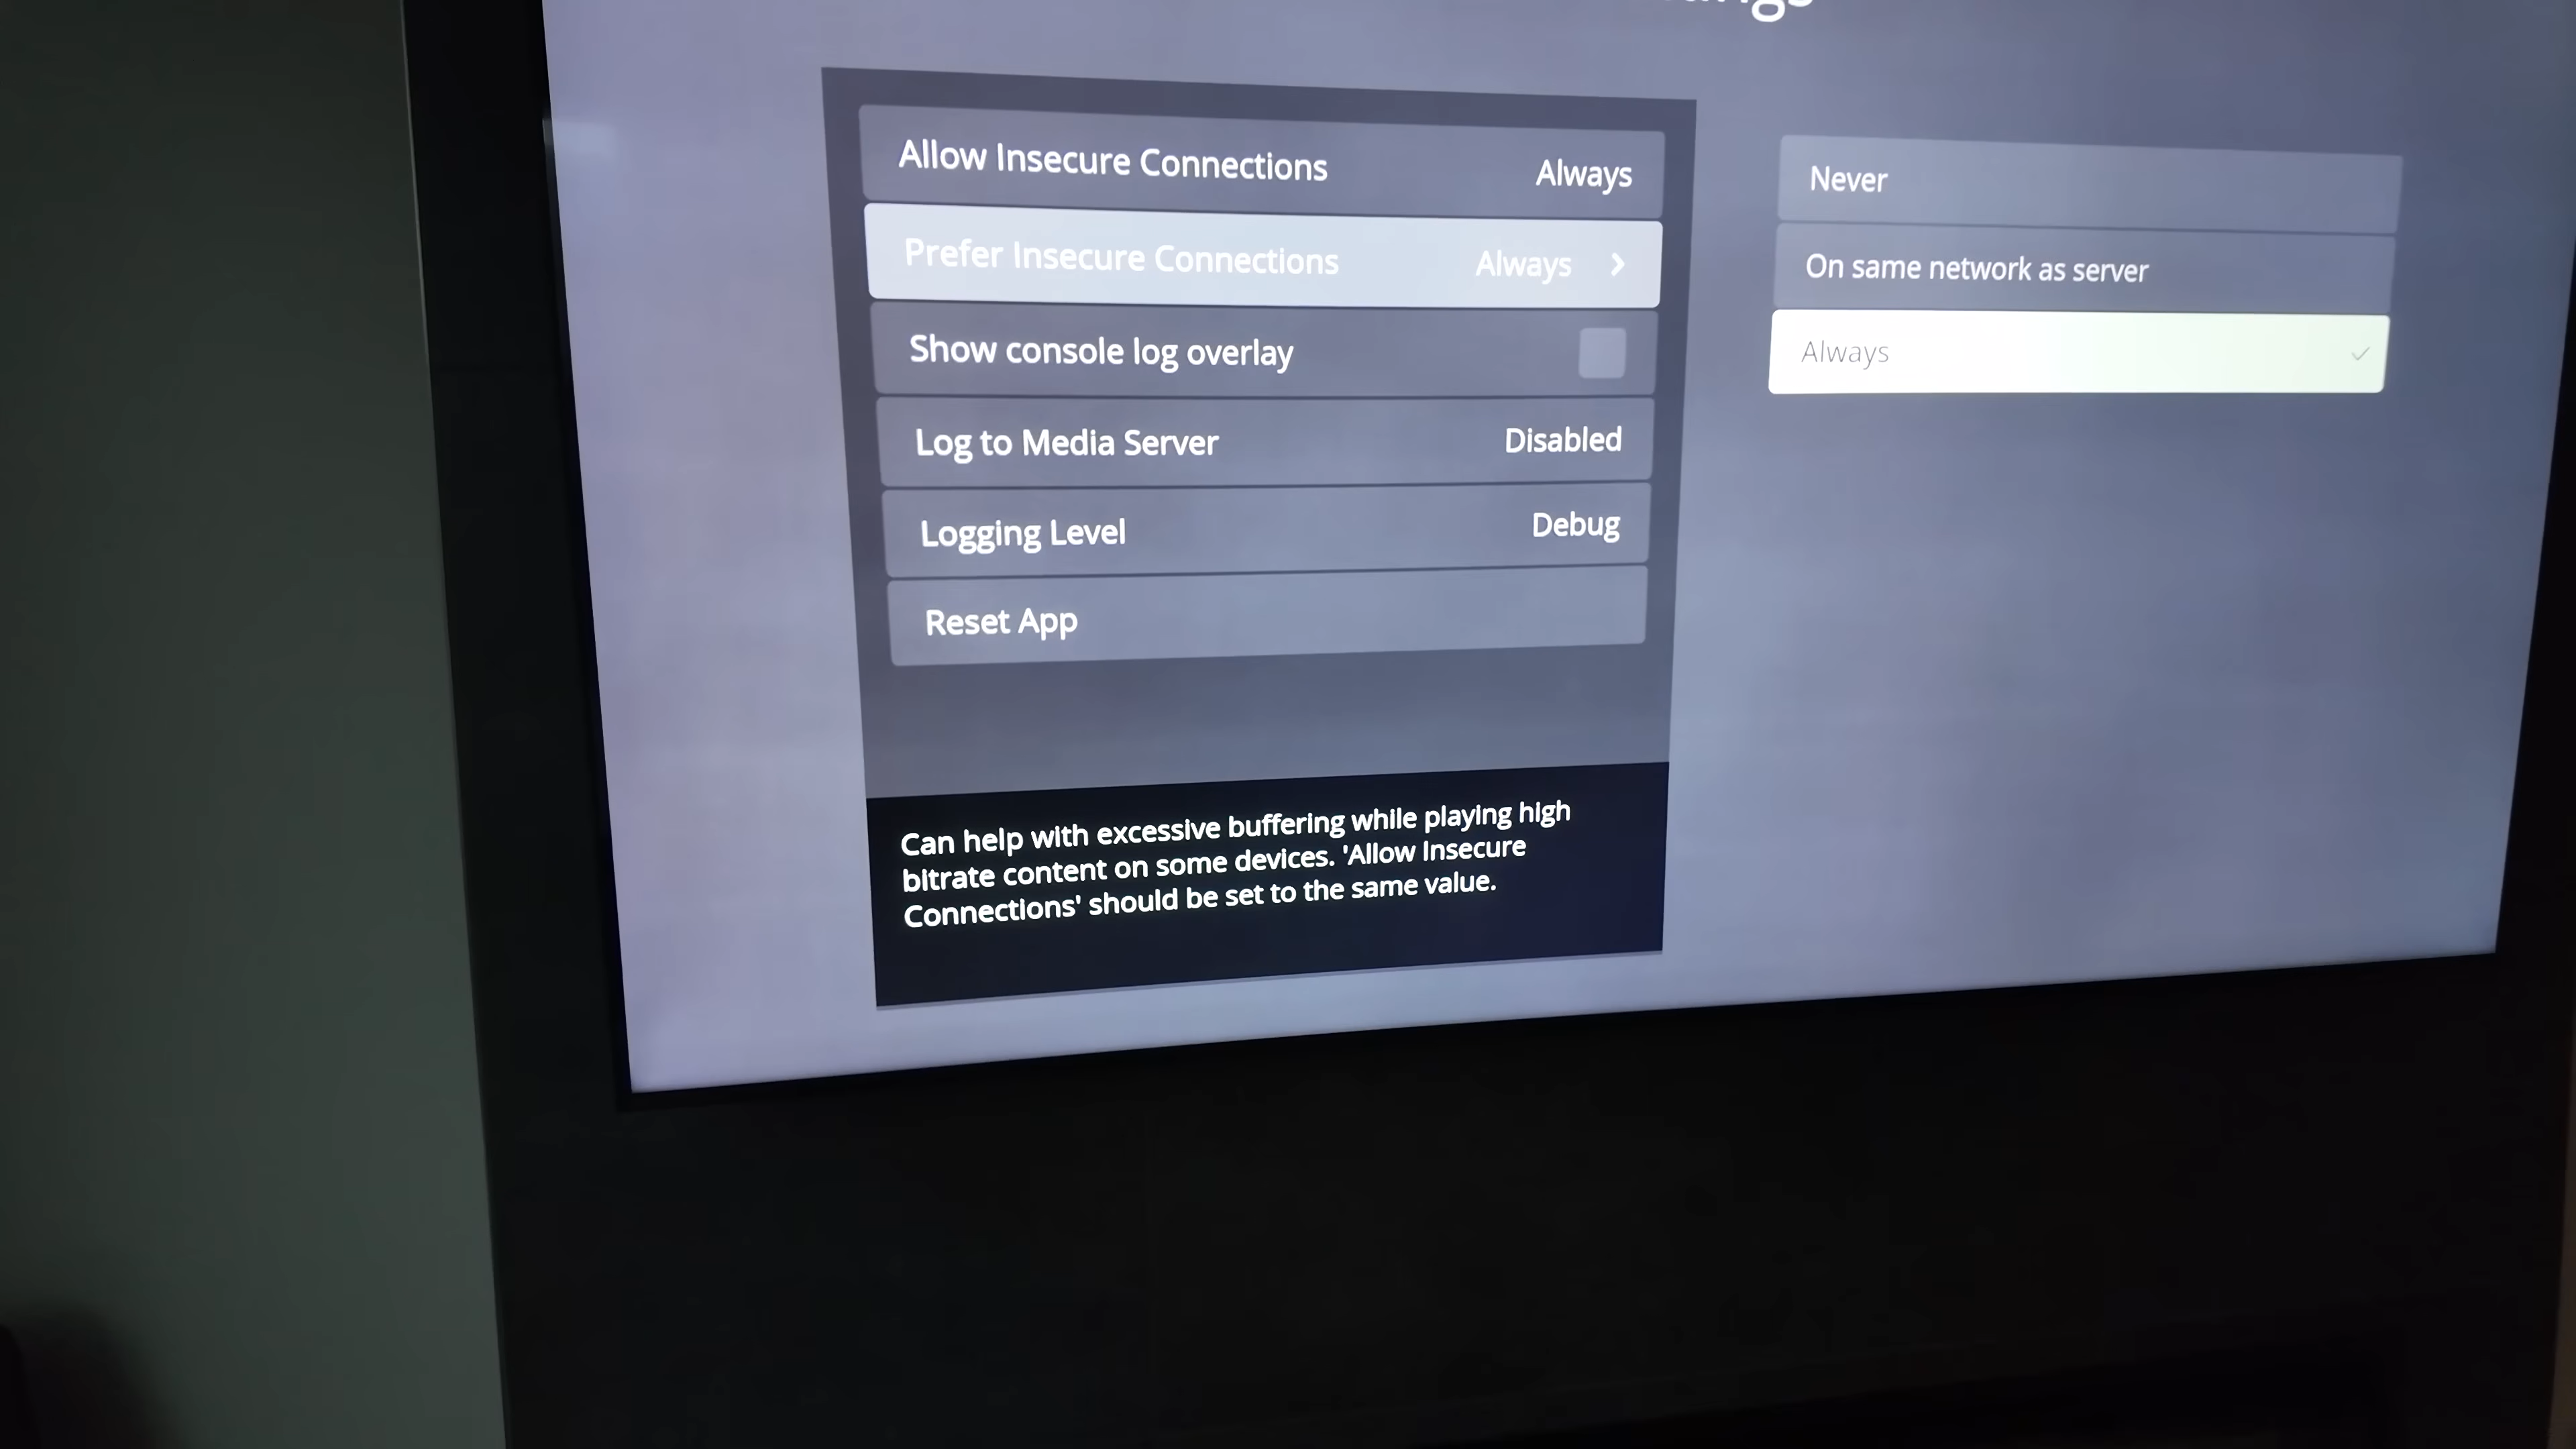 Allow Insecure Connections Always
Prefer Insecure Connections Always
Show console log overlay
Log to Media Server Disabled
Logging Level Debug
Reset App
Can help with excessive buffering while playing high
bitrate content on some devices. 'Allow Insecure
Connections' should be set to the same value.
Never
On same network as server
Always